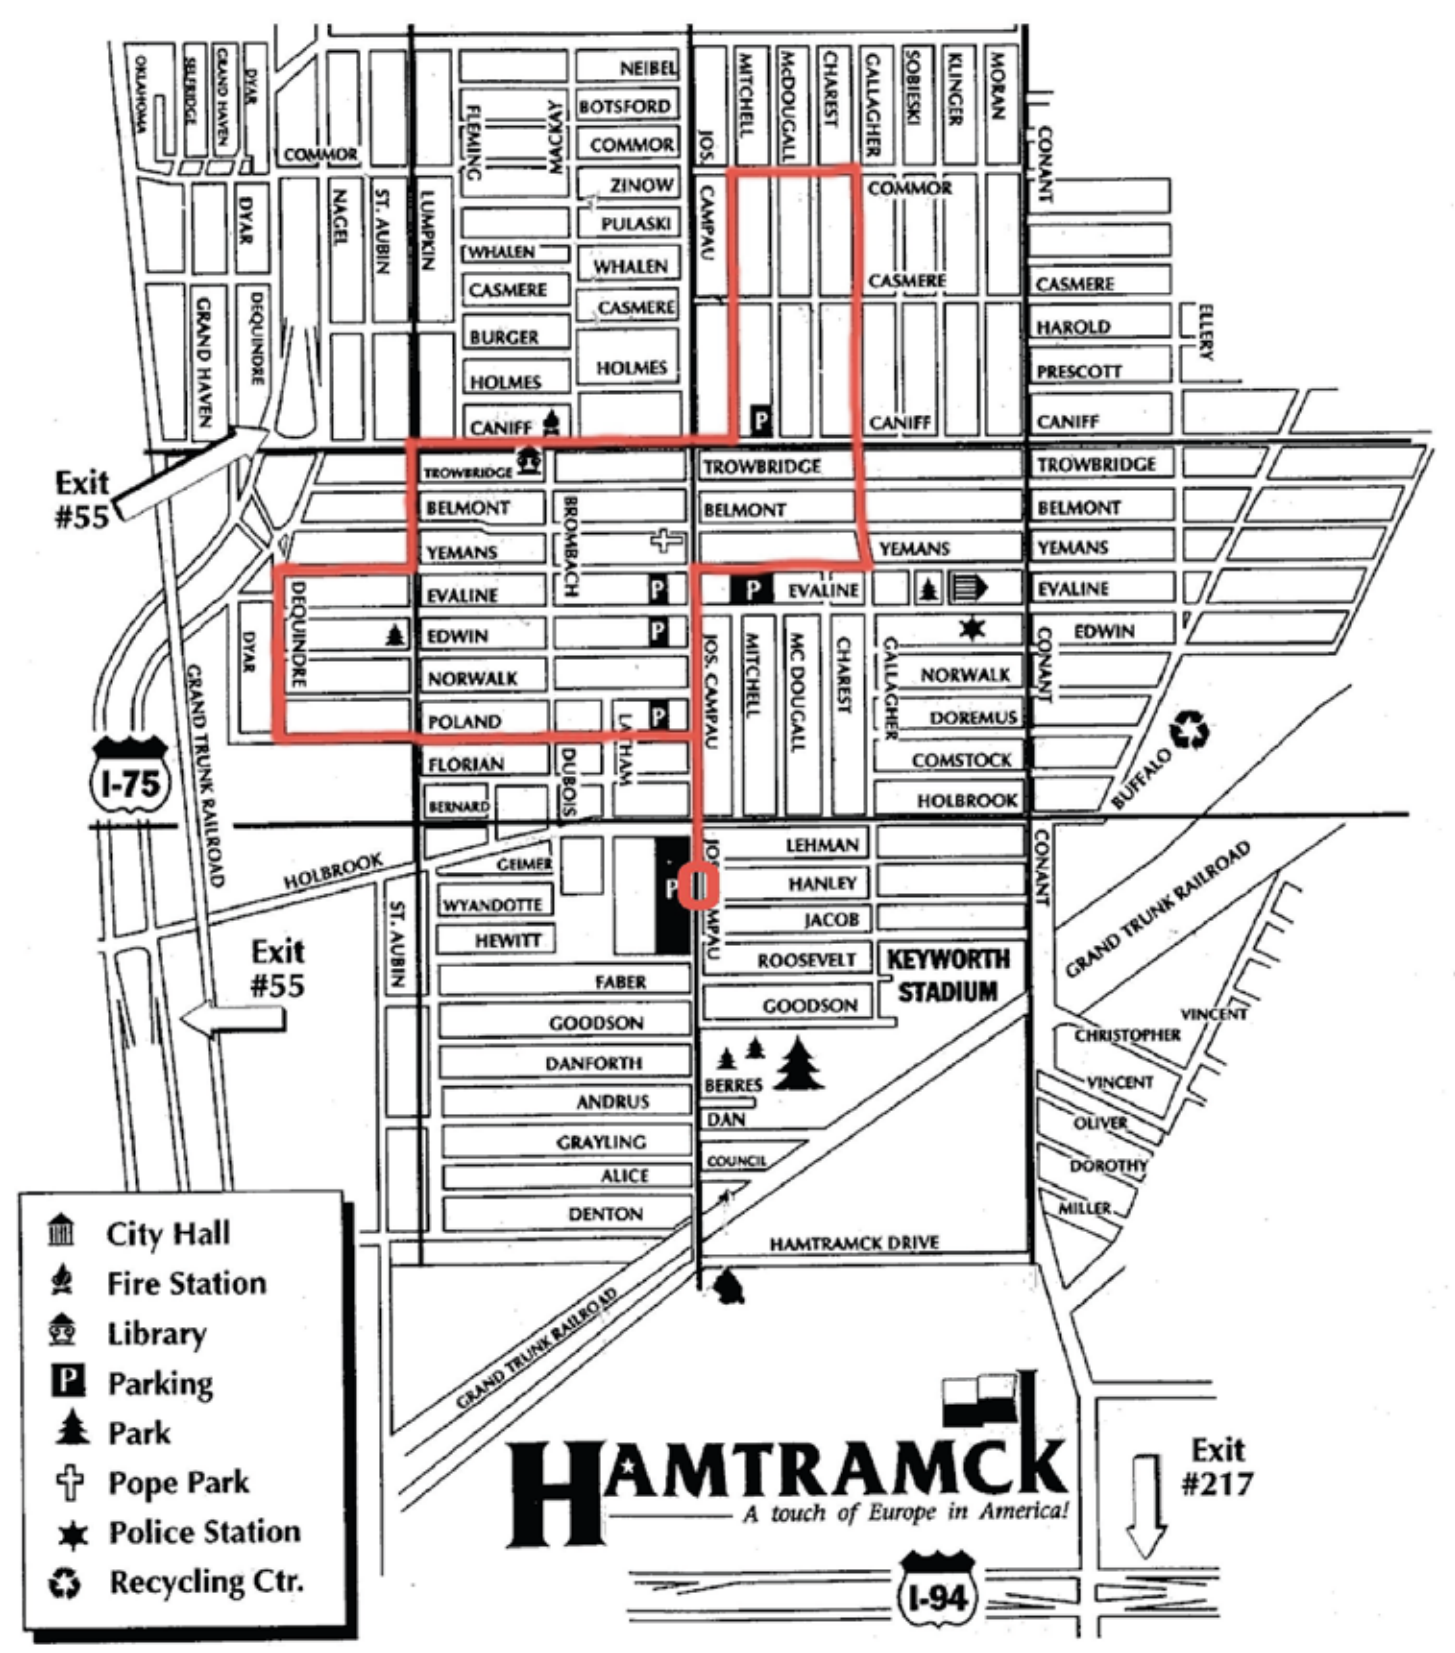 OKLAHOMA
SELFRIDGE
GRAND HAVEN
DYAR
COMMOR
DYAR
NAGEL
ST. AUBIN
LUMPKIN
GRAND HAVEN
DEQUINDRE
FLEMING
MACKAY
NEIBEL
BOTSFORD
COMMOR
ZINOW
PULASKI
WHALEN
WHALEN
CASMERE
CASMERE
BURGER
HOLMES
HOLMES
CANIFF
JOS.
CAMPAU
MITCHELL
McDOUGALL
CHAREST
GALLAGHER
SOBIESKI
KLINGER
MORAN
CONANT
COMMOR
CASMERE
CANIFF
P
CASMERE
HAROLD
PRESCOTT
CANIFF
ELLERY
Exit
#55
TROWBRIDGE
TROWBRIDGE
TROWBRIDGE
BELMONT
BELMONT
BELMONT
BROMBACH
YEMANS
YEMANS
YEMANS
DEQUINDRE
DYAR
EVALINE
P
P
EVALINE
EVALINE
EDWIN
P
EDWIN
NORWALK
NORWALK
POLAND
P
DOREMUS
FLORIAN
COMSTOCK
BERNARD
HOLBROOK
DUBOIS
LATHAM
JOS. CAMPAU
MITCHELL
MC DOUGALL
CHAREST
GALLAGHER
CONANT
BUFFALO
I-75
GRAND TRUNK RAILROAD
HOLBROOK
GEIMER
WYANDOTTE
HEWITT
P
LEHMAN
HANLEY
JACOB
ROOSEVELT
GOODSON
KEYWORTH
STADIUM
CONANT
GRAND TRUNK RAILROAD
Exit
#55
ST. AUBIN
FABER
GOODSON
DANFORTH
ANDRUS
GRAYLING
ALICE
DENTON
BERRES
DAN
COUNCIL
HAMTRAMCK DRIVE
VINCENT
CHRISTOPHER
VINCENT
OLIVER
DOROTHY
MILLER
GRAND TRUNK RAILROAD
City Hall
Fire Station
Library
P Parking
Park
Pope Park
Police Station
Recycling Ctr.
HAMTRAMCK
A touch of Europe in America!
Exit
#217
I-94